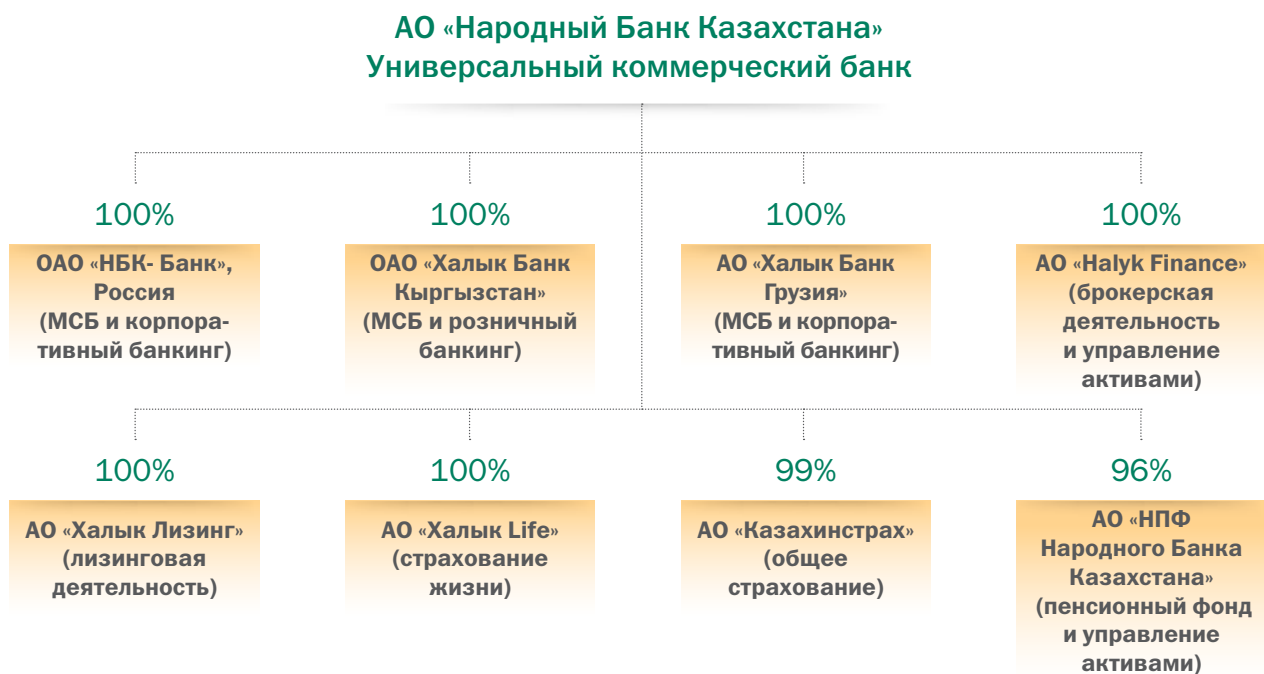 АО «Народный Банк Казахстана»
Универсальный коммерческий банк
100%
100%
100%
100%
ОАО «НБК- Банк»,
Россия
(МСБ и корпора-
тивный банкинг)
ОАО «Халык Банк
Кыргызстан»
(МСБ и розничный
банкинг)
АО «Халык Банк
Грузия»
(МСБ и корпора-
тивный банкинг)
АО «Halyk Finance»
(брокерская
деятельность
и управление
активами)
100%
100%
99%
96%
АО «Халык Лизинг»
(лизинговая
деятельность)
АО «Халык Life»
(страхование
жизни)
АО «Казахинстрах»
(общее
страхование)
АО «НПФ
Народного Банка
Казахстана»
(пенсионный фонд
и управление
активами)